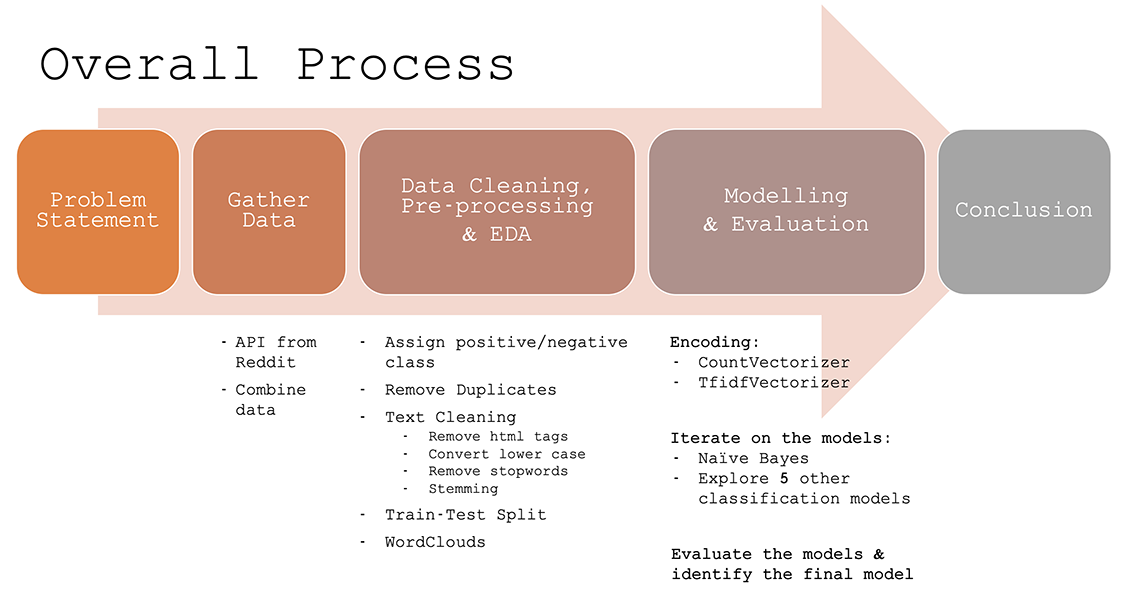 Overall Process
Problem
Statement
Gather
Data
Data Cleaning,
Pre-processing
& EDA
Modelling
& Evaluation
Conclusion
- API from
Reddit
- Combine
data
- Assign positive/negative
class
- Remove Duplicates
- Text Cleaning
- Remove html tags
- Convert lower case
- Remove stopwords
- Stemming
- Train-Test Split
- WordClouds
Encoding:
- CountVectorizer
- TfidfVectorizer
Iterate on the models:
- Naïve Bayes
- Explore 5 other
classification models
Evaluate the models &
identify the final model